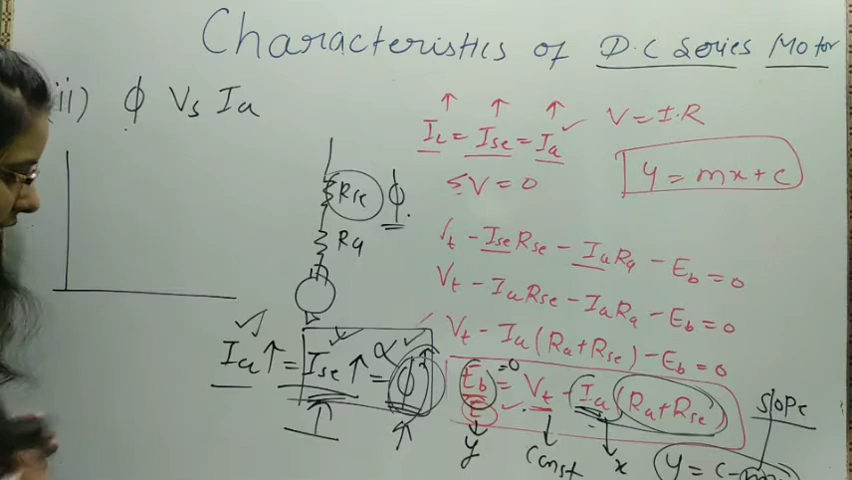 Characteristics of D.C Series Motor
ii) ϕ Vs Ia
IL = Ise = Ia
V = I.R
y = mx + c
ΣV = 0
Rse ϕ
Ra
Vt - IseRse - IaRa - Eb = 0
Vt - IaRse - IaRa - Eb = 0
Vt - Ia(Ra+Rse) - Eb = 0
Ia↑ = Ise↑ = ϕ↑
∝
=0
Eb = Vt - Ia(Ra+Rse)
E
y const x
slope
y = c - m